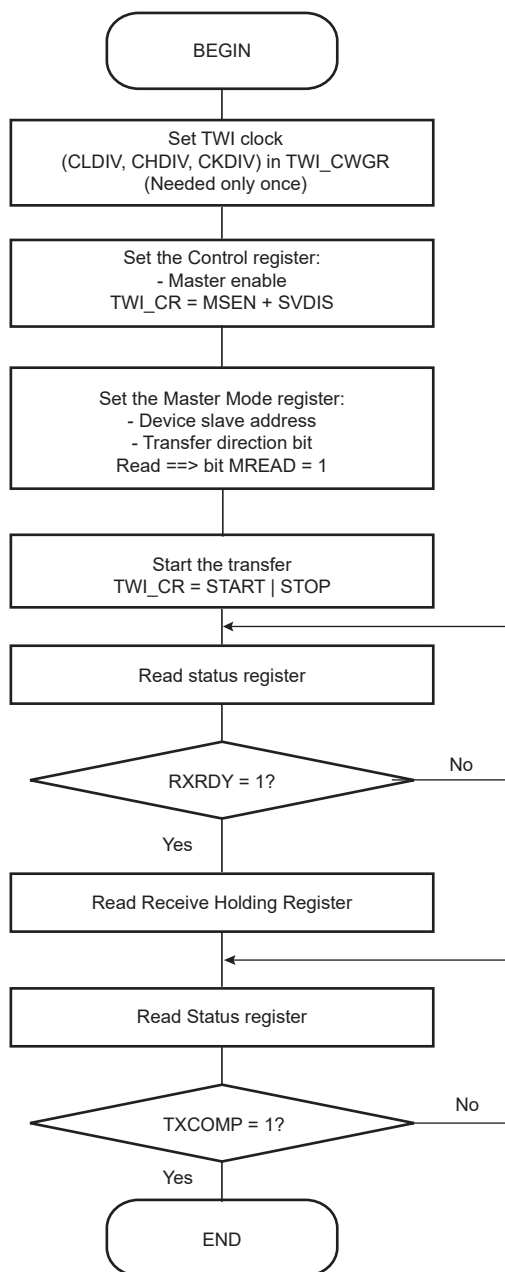 BEGIN
Set TWI clock
(CLDIV, CHDIV, CKDIV) in TWI_CWGR
(Needed only once)
Set the Control register:
- Master enable
TWI_CR = MSEN + SVDIS
Set the Master Mode register:
- Device slave address
- Transfer direction bit
Read ==> bit MREAD = 1
Start the transfer
TWI_CR = START | STOP
Read status register
RXRDY = 1?
No
Yes
Read Receive Holding Register
Read Status register
TXCOMP = 1?
No
Yes
END